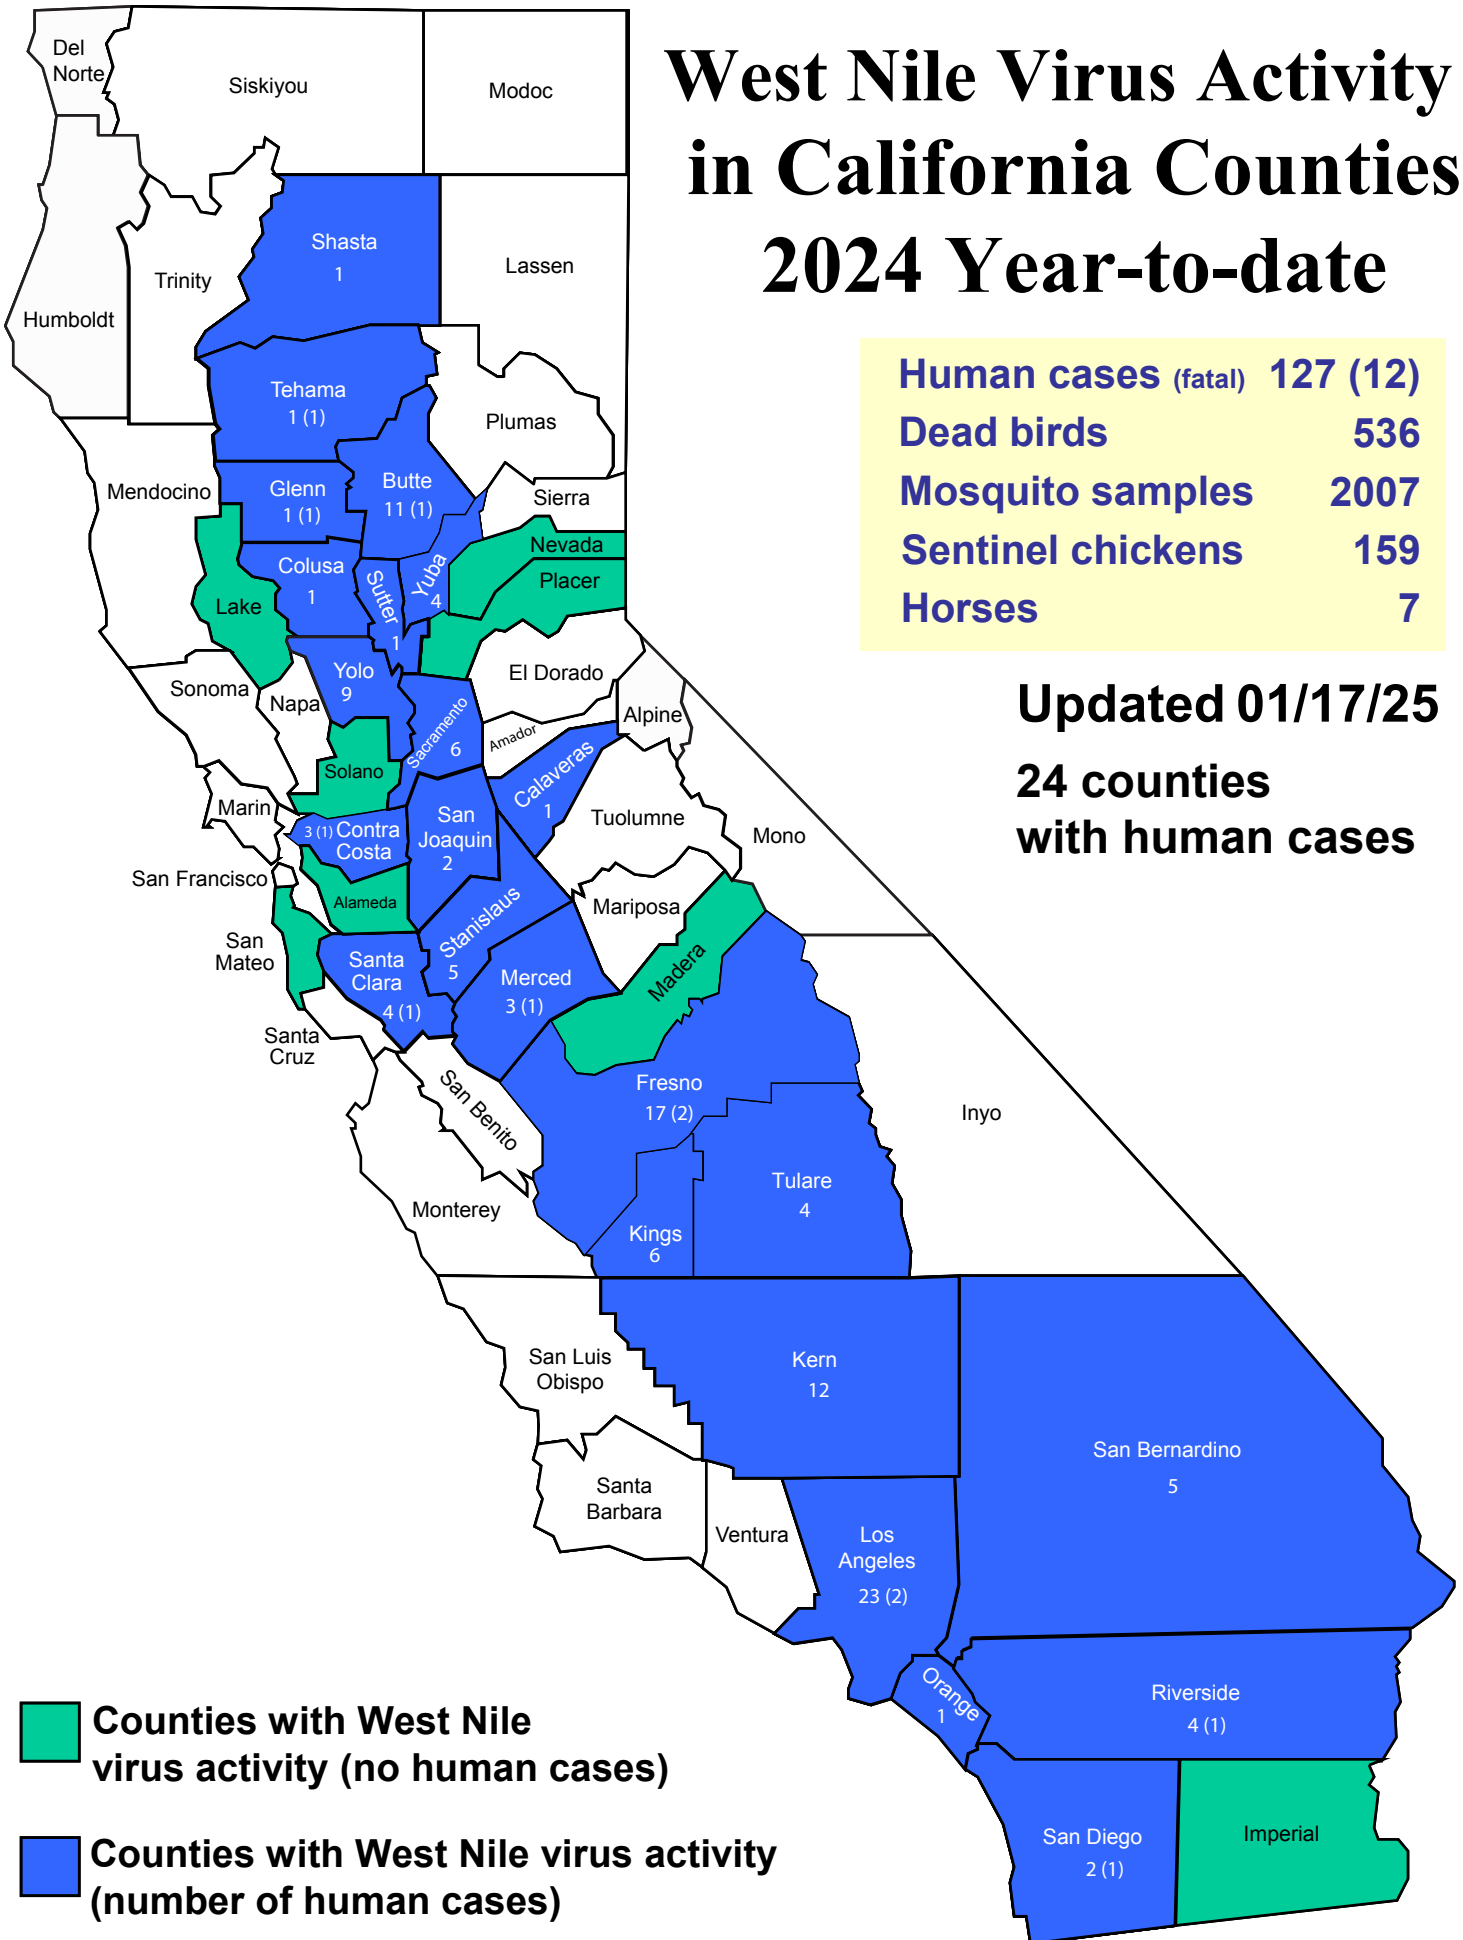 West Nile Virus Activity
in California Counties
2024 Year-to-date
Human cases (fatal) 127 (12)
Dead birds 536
Mosquito samples 2007
Sentinel chickens 159
Horses 7
Updated 01/17/25
24 counties
with human cases
Del
Norte
Siskiyou
Modoc
Shasta
1
Lassen
Trinity
Humboldt
Tehama
1 (1)
Plumas
Mendocino
Glenn
1 (1)
Butte
11 (1)
Sierra
Nevada
Colusa
1
Sutter
1
Yuba
4
Placer
Lake
Yolo
9
El Dorado
Sonoma
Napa
Sacramento
6
Amador
Alpine
Solano
Calaveras
1
Marin
3 (1) Contra
Costa
San
Joaquin
2
Tuolumne
Mono
San Francisco
Alameda
Stanislaus
5
Mariposa
San
Mateo
Santa
Clara
4 (1)
Merced
3 (1)
Madera
Santa
Cruz
San Benito
Fresno
17 (2)
Inyo
Monterey
Kings
6
Tulare
4
San Luis
Obispo
Kern
12
San Bernardino
5
Santa
Barbara
Ventura
Los
Angeles
23 (2)
Orange
1
Riverside
4 (1)
San Diego
2 (1)
Imperial
Counties with West Nile
virus activity (no human cases)
Counties with West Nile virus activity
(number of human cases)